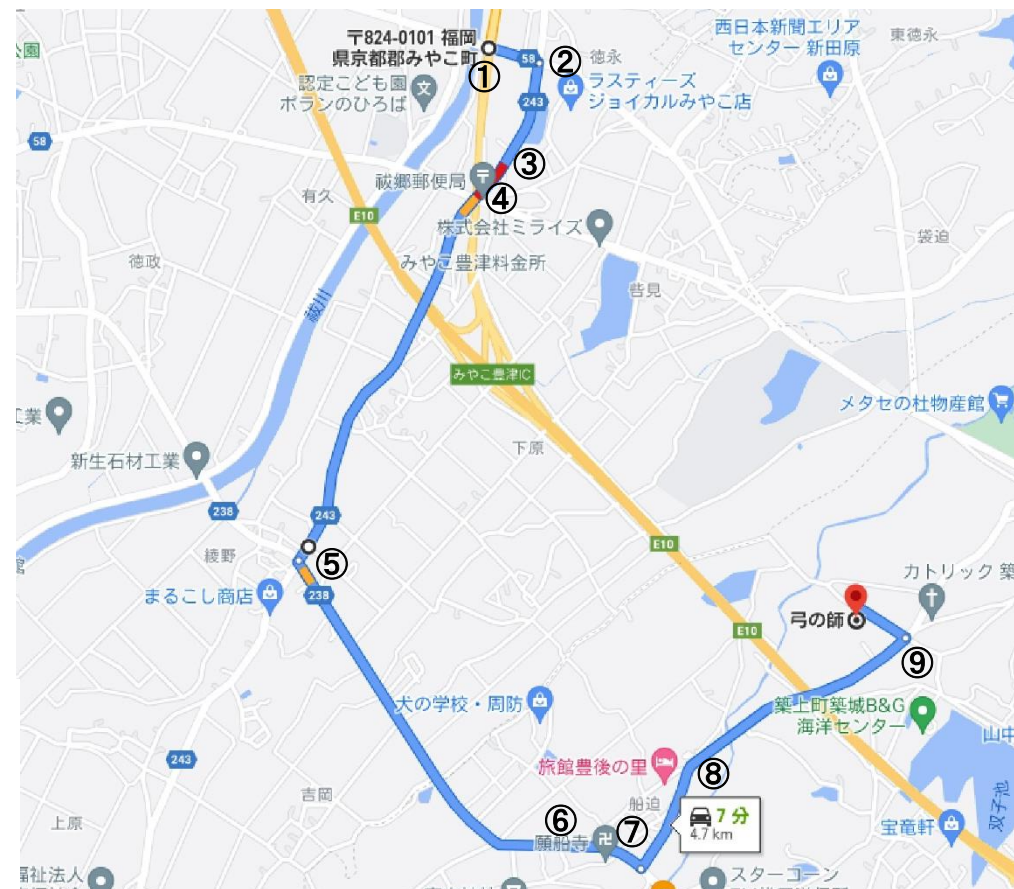 〒824-0101 福岡
県京都郡みやこ町
①
58
②
徳永
西日本新聞エリア
センター 新田原
東徳永
公園
認定こども園
ポランのひろば
ラスティーズ
ジョイカルみやこ店
243
58
③
祓郷郵便局
④
有久
E10
株式会社ミライズ
袋迫
徳政
みやこ豊津料金所
呰見
祓川
みやこ豊津IC
メタセの杜物産館
工業
下原
新生石材工業
238
243
E10
綾野
⑤
カトリック 築
まるこし商店
238
弓の師
E10
⑨
犬の学校・周防
築上町築城B&G
海洋センター
山中
243
旅館豊後の里
⑧
吉岡
船迫
双子池
上原
⑥
⑦
7 分
4.7 km
宝竜軒
願船寺
福祉法人
スターコーン